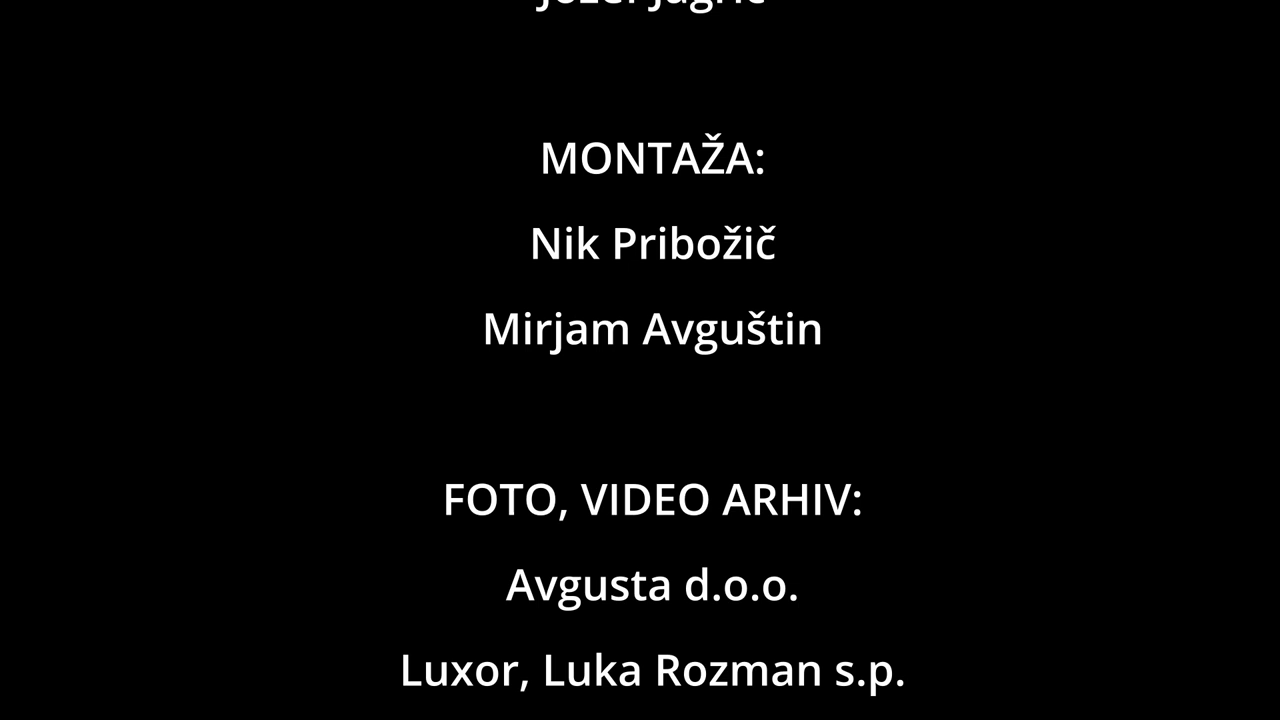 MONTAŽA:
Nik Pribožič
Mirjam Avguštin
FOTO, VIDEO ARHIV:
Avgusta d.o.o.
Luxor, Luka Rozman s.p.